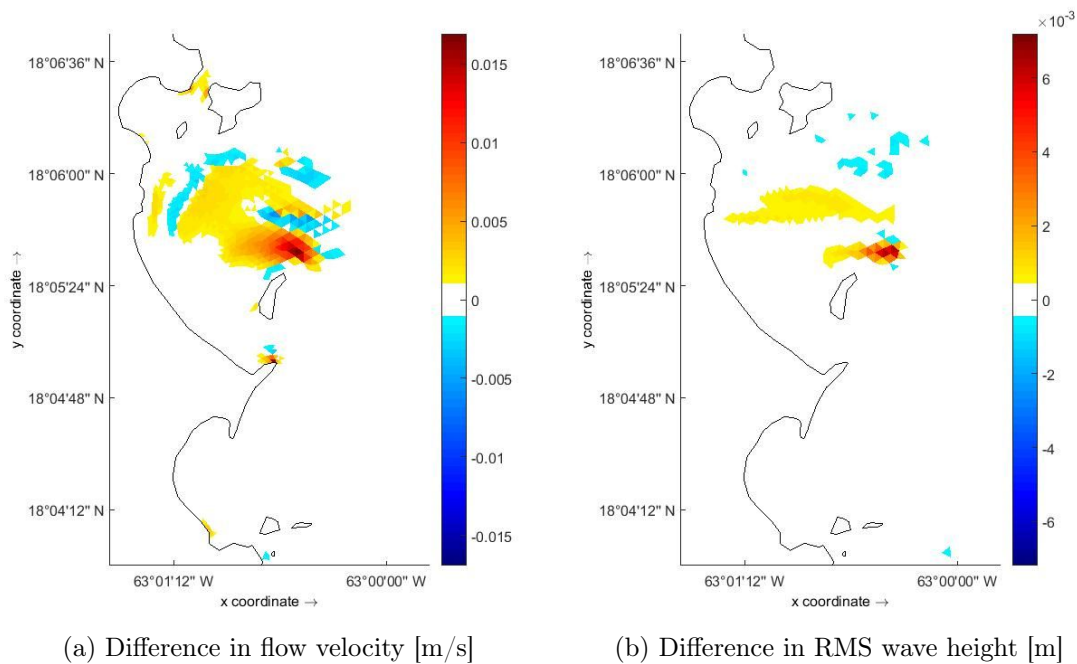 ×10⁻³
18°06'36" N
18°06'00" N
18°05'24" N
18°04'48" N
18°04'12" N
y coordinate →
63°01'12" W
63°00'00" W
x coordinate →
0.015
0.01
0.005
0
-0.005
-0.01
-0.015
18°06'36" N
18°06'00" N
18°05'24" N
18°04'48" N
18°04'12" N
y coordinate →
63°01'12" W
63°00'00" W
x coordinate →
6
4
2
0
-2
-4
-6
(a) Difference in flow velocity [m/s]
(b) Difference in RMS wave height [m]